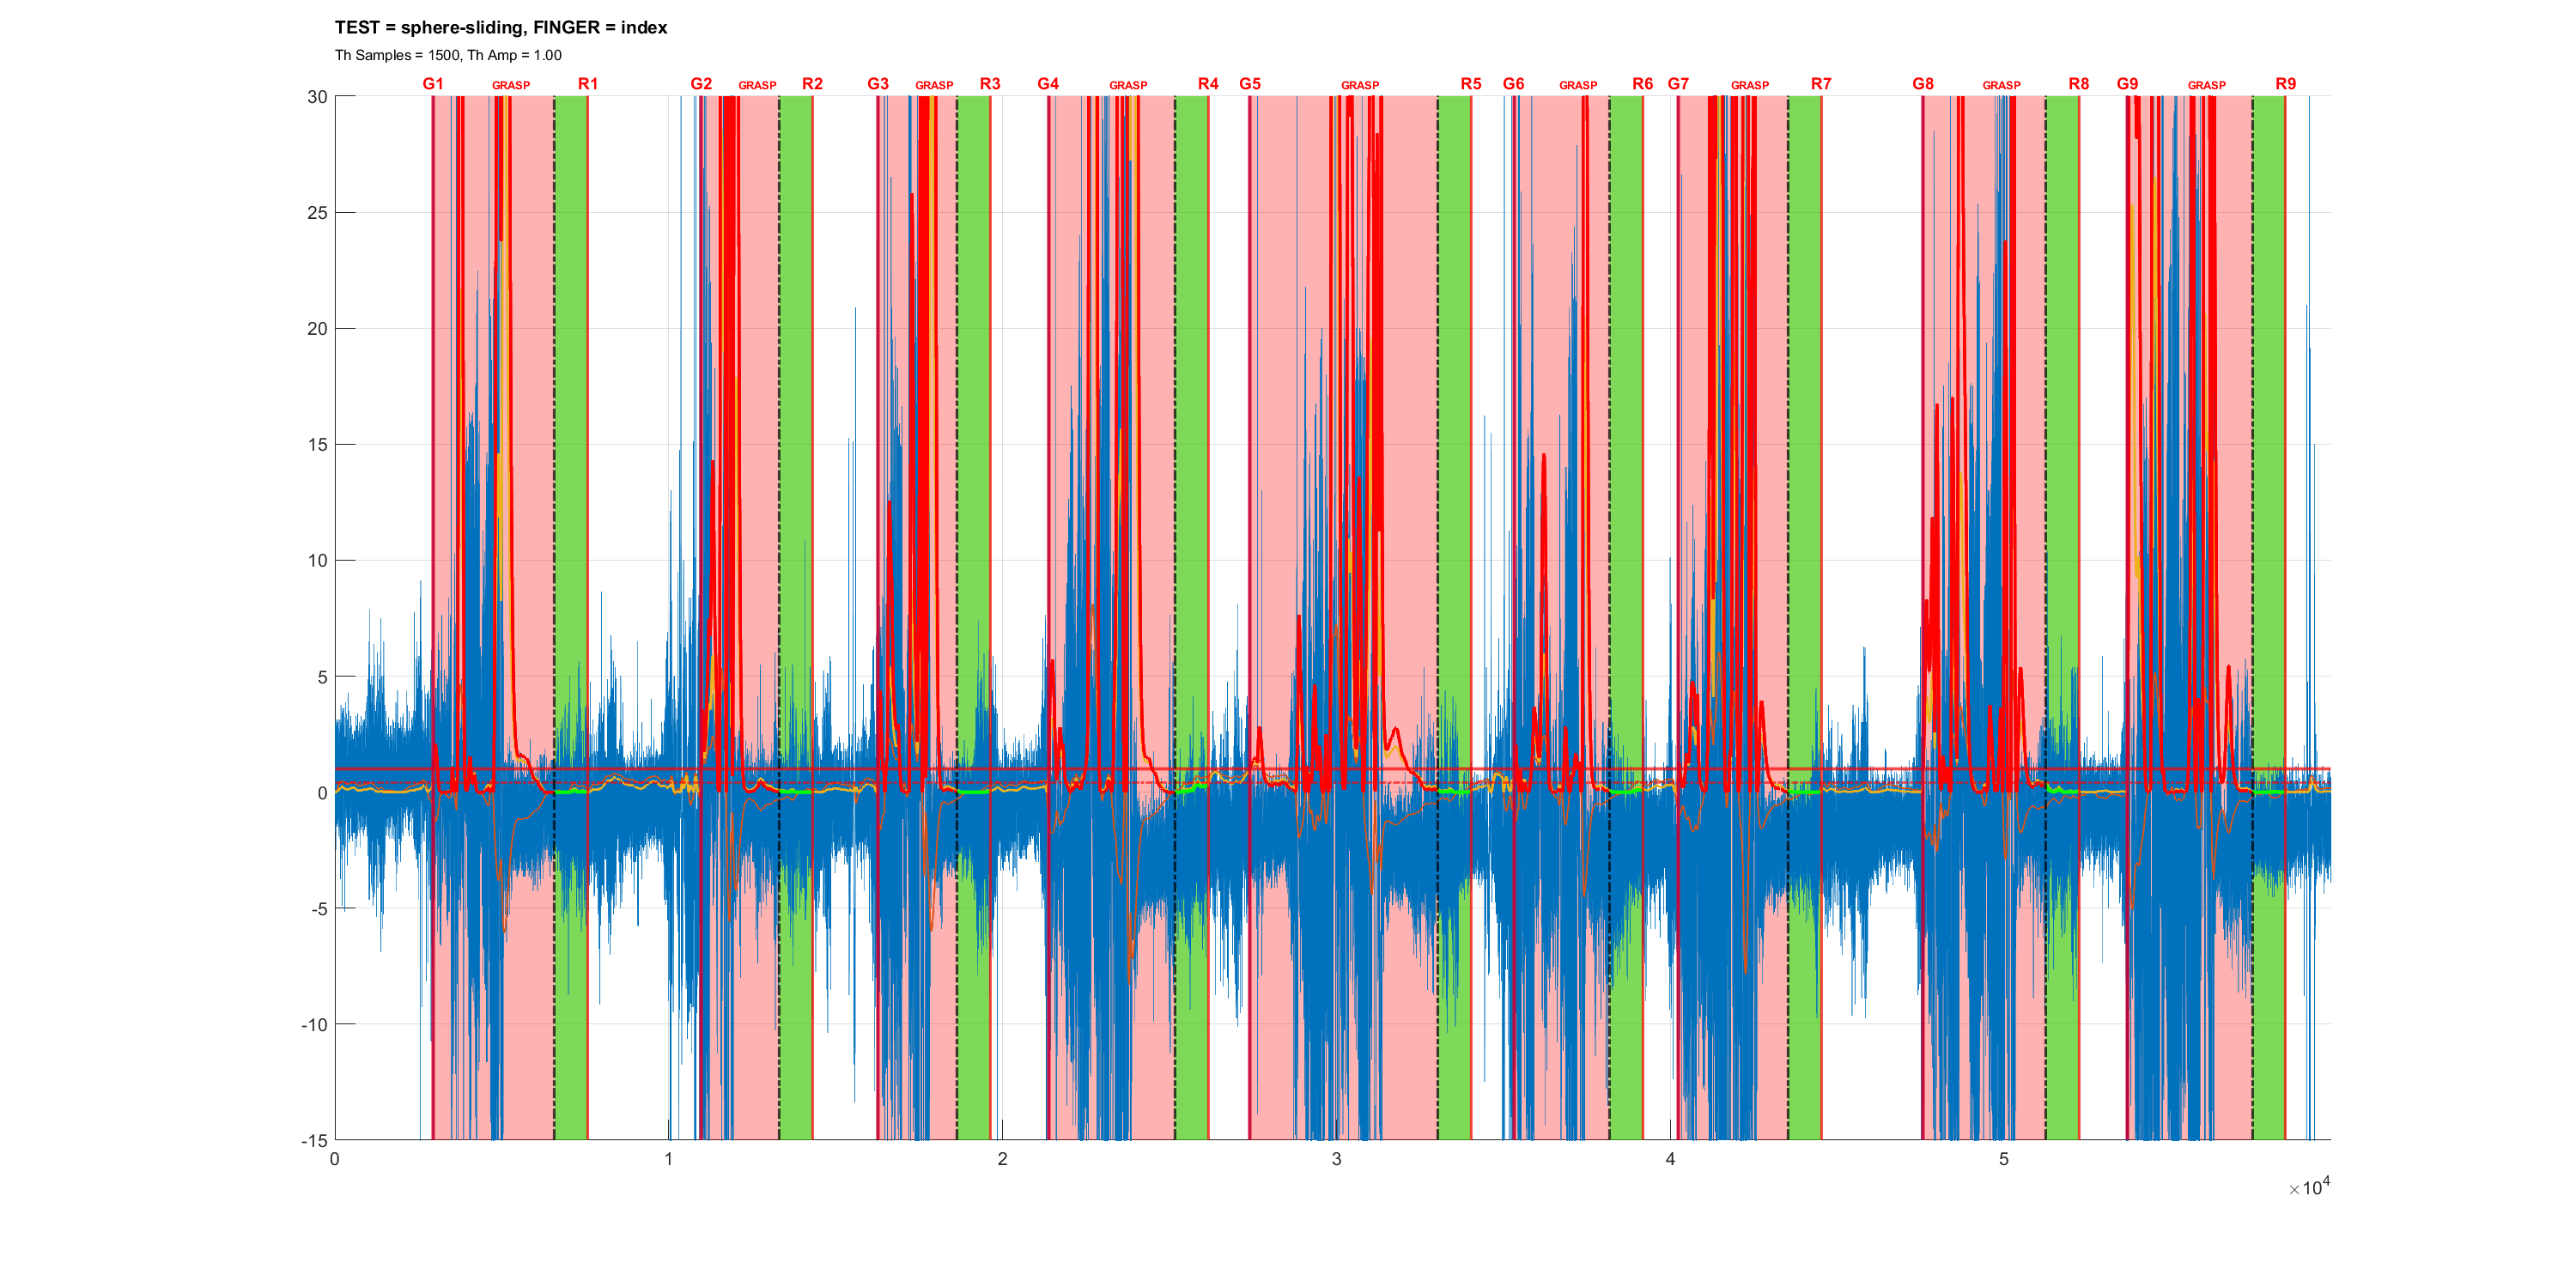 TEST = sphere-sliding, FINGER = index
Th Samples = 1500, Th Amp = 1.00
G1 GRASP R1 G2 GRASP R2 G3 GRASP R3 G4 GRASP R4 G5 GRASP R5 G6 GRASP R6 G7 GRASP R7 G8 GRASP R8 G9 GRASP R9
30
25
20
15
10
5
0
-5
-10
-15
0 1 2 3 4 5
×10⁴